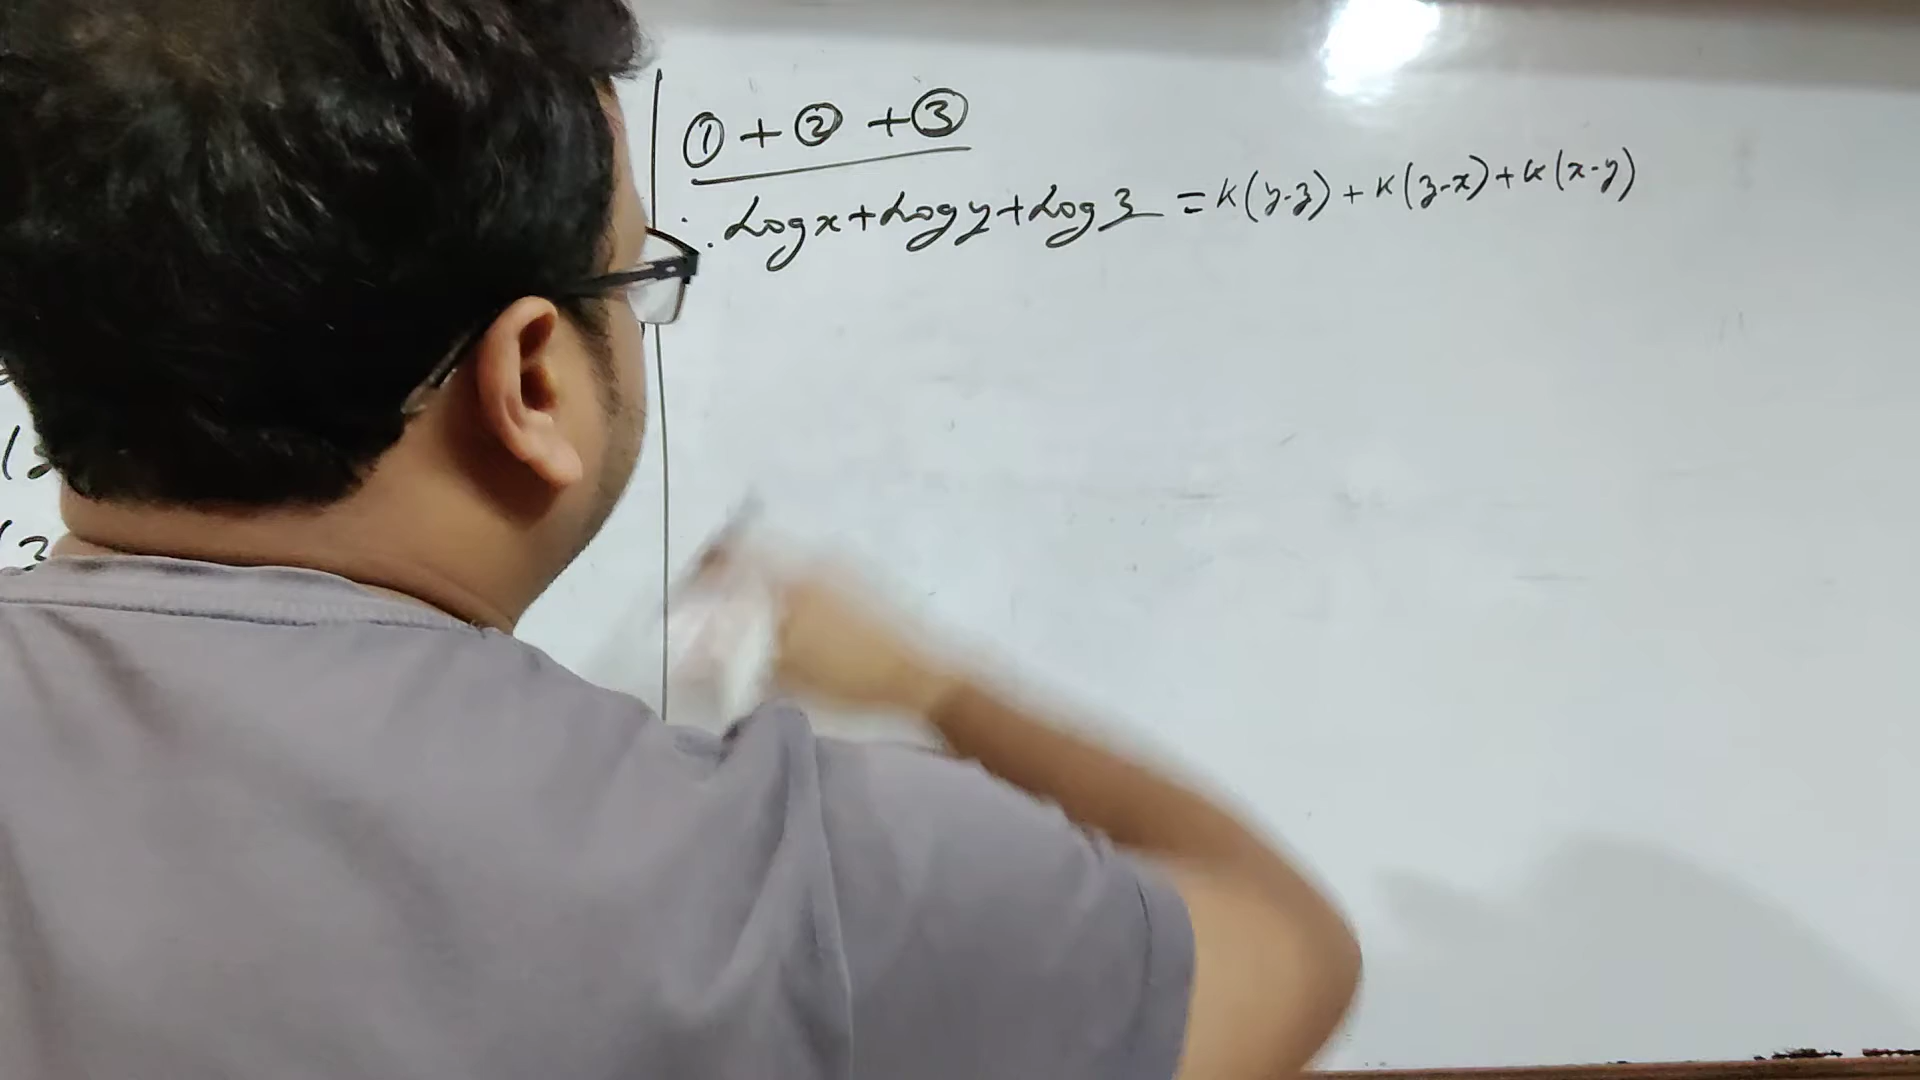 ① + ② + ③
∴ Log x + Log y + Log z = K(y-z) + K(z-x) + K(x-y)